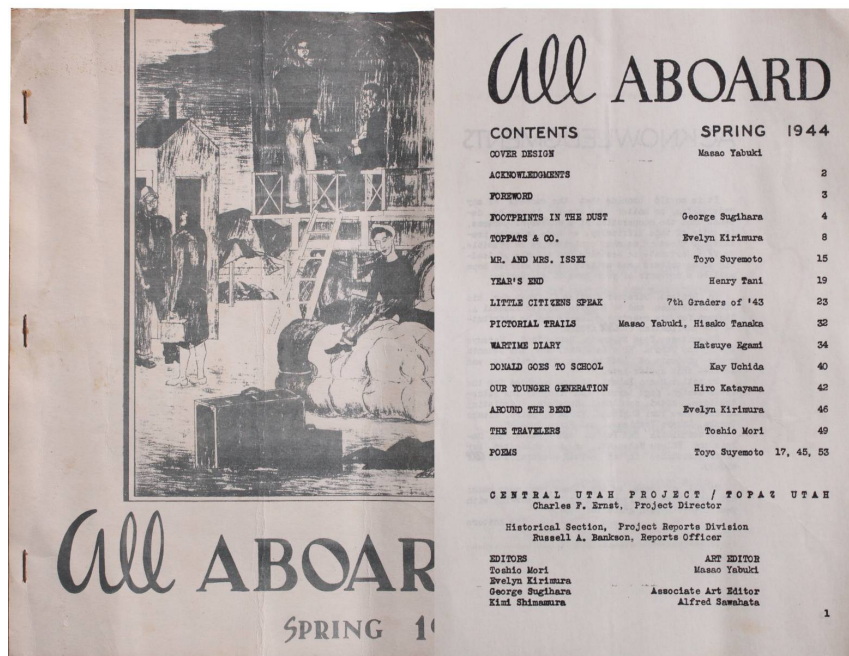 All ABOAR
SPRING 19
All ABOARD
CONTENTS SPRING 1944
COVER DESIGN Masao Yabuki
ACKNOWLEDGMENTS 2
FOREWORD 3
FOOTPRINTS IN THE DUST George Sugihara 4
TOPPATS & CO. Evelyn Kirimura 8
MR. AND MRS. ISSEI Toyo Suyemoto 15
YEAR'S END Henry Tani 19
LITTLE CITIZENS SPEAK 7th Graders of '43 23
PICTORIAL TRAILS Masao Yabuki, Hisako Tanaka 32
WARTIME DIARY Hatsuye Egami 34
DONALD GOES TO SCHOOL Kay Uchida 40
OUR YOUNGER GENERATION Hiro Katayama 42
AROUND THE BEND Evelyn Kirimura 46
THE TRAVELERS Toshio Mori 49
POEMS Toyo Suyemoto 17, 45, 53
CENTRAL UTAH PROJECT / TOPAZ UTAH
Charles F. Ernst, Project Director
Historical Section, Project Reports Division
Russell A. Bankson, Reports Officer
EDITORS ART EDITOR
Toshio Mori Masao Yabuki
Evelyn Kirimura
George Sugihara Associate Art Editor
Kimi Shimamura Alfred Sawahata
1